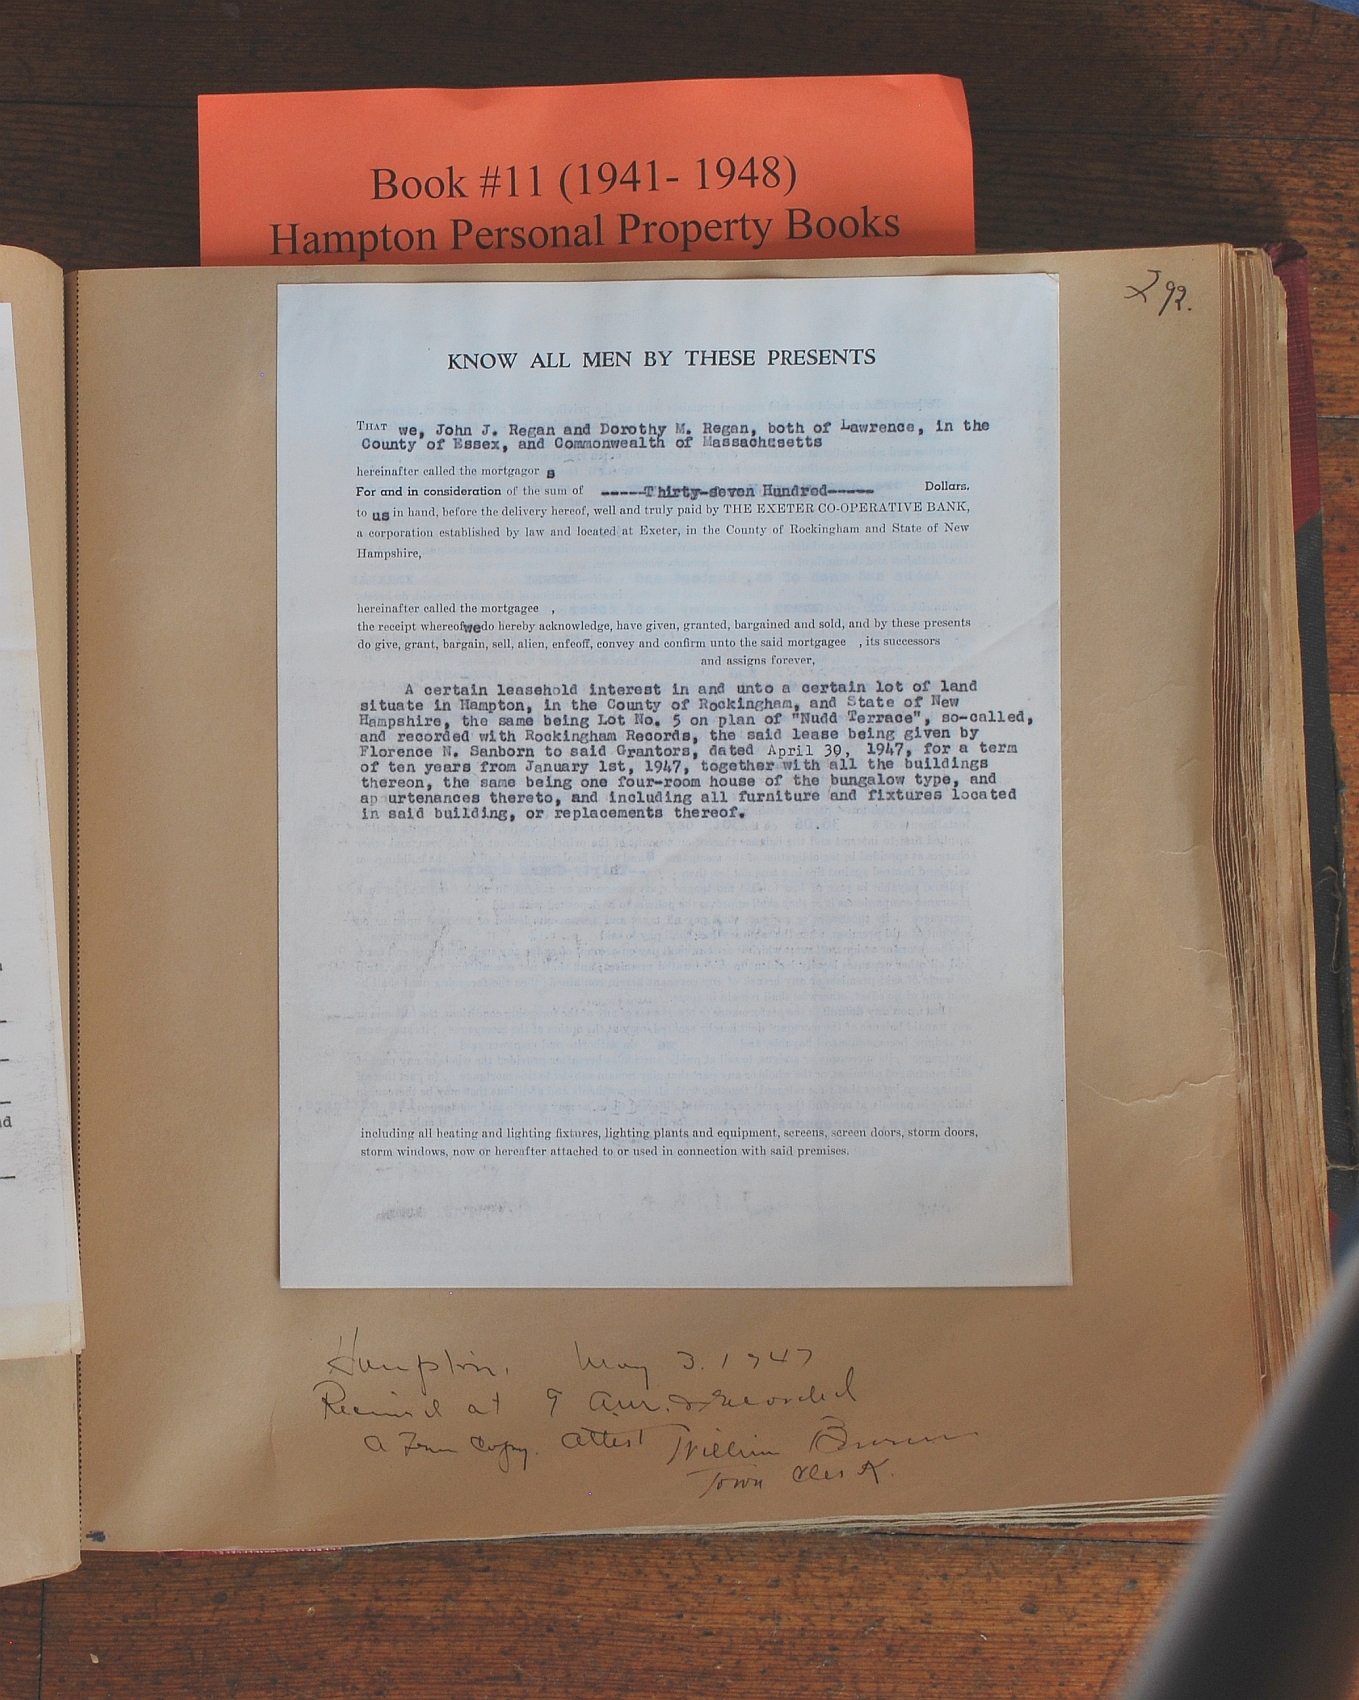 Book #11 (1941- 1948)
Hampton Personal Property Books
292.
KNOW ALL MEN BY THESE PRESENTS
THAT we, John J. Regan and Dorothy M. Regan, both of Lawrence, in the
County of Essex, and Commonwealth of Massachusetts
hereinafter called the mortgagor s
For and in consideration of the sum of -----Thirty-seven Hundred----- Dollars.
to us in hand, before the delivery hereof, well and truly paid by THE EXETER CO-OPERATIVE BANK,
a corporation established by law and located at Exeter, in the County of Rockingham and State of New
Hampshire,
hereinafter called the mortgagee ,
the receipt whereof we do hereby acknowledge, have given, granted, bargained and sold, and by these presents
do give, grant, bargain, sell, alien, enfeoff, convey and confirm unto the said mortgagee , its successors
and assigns forever,
A certain leasehold interest in and unto a certain lot of land
situate in Hampton, in the County of Rockingham, and State of New
Hampshire, the same being Lot No. 5 on plan of "Nudd Terrace", so-called,
and recorded with Rockingham Records, the said lease being given by
Florence N. Sanborn to said Grantors, dated April 30, 1947, for a term
of ten years from January 1st, 1947, together with all the buildings
thereon, the same being one four-room house of the bungalow type, and
ap urtenances thereto, and including all furniture and fixtures located
in said building, or replacements thereof.
including all heating and lighting fixtures, lighting plants and equipment, screens, screen doors, storm doors,
storm windows, now or hereafter attached to or used in connection with said premises.
Hampton, May 3. 1947
Received at 9 a.m. & recorded
a True Copy. Attest William Brown
Town Clerk.